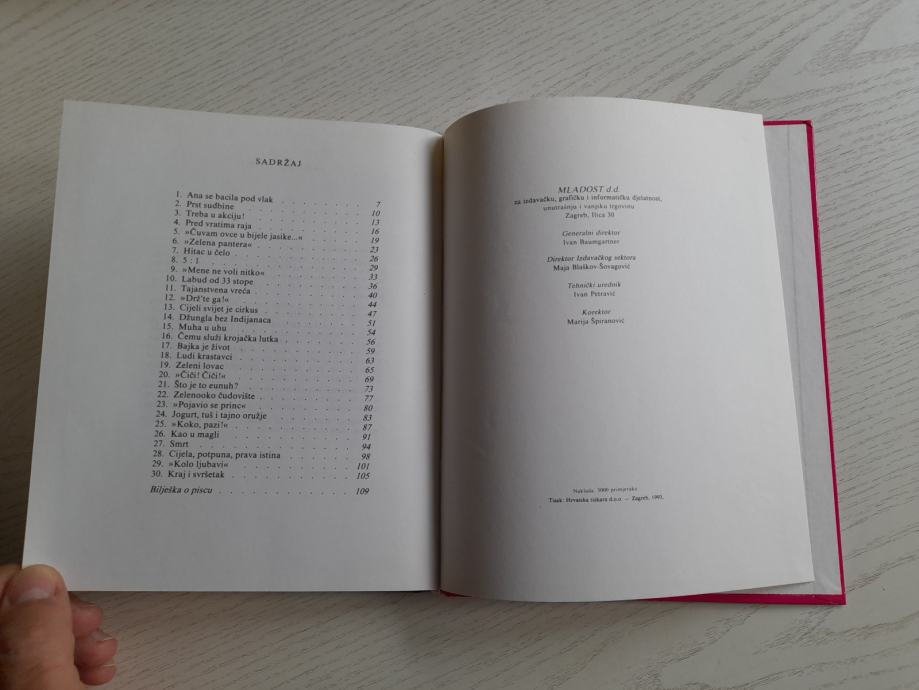 SADRŽAJ
1. Ana se bacila pod vlak . . . . . . . . . 7
2. Prst sudbine . . . . . . . . . 10
3. Treba u akciju! . . . . . . . . . 13
4. Pred vratima raja . . . . . . . . . 16
5. »Čuvam ovce u bijele jasike...« . . . . . . . . . 19
6. »Zelena pantera« . . . . . . . . . 23
7. Hitac u čelo . . . . . . . . . 26
8. 5 : 1 . . . . . . . . . 29
9. »Mene ne voli nitko« . . . . . . . . . 33
10. Labud od 33 stope . . . . . . . . . 36
11. Tajanstvena vreća . . . . . . . . . 40
12. »Drž'te ga!« . . . . . . . . . 44
13. Cijeli svijet je cirkus . . . . . . . . . 47
14. Džungla bez Indijanaca . . . . . . . . . 51
15. Muha u uhu . . . . . . . . . 54
16. Čemu služi krojačka lutka . . . . . . . . . 56
17. Bajka je život . . . . . . . . . 59
18. Ludi krastavci . . . . . . . . . 63
19. Zeleni lovac . . . . . . . . . 65
20. »Čiči! Čiči!« . . . . . . . . . 69
21. Što je to eunuh? . . . . . . . . . 73
22. Zelenooko čudovište . . . . . . . . . 77
23. »Pojavio se princ« . . . . . . . . . 80
24. Jogurt, tuš i tajno oružje . . . . . . . . . 83
25. »Koko, pazi!« . . . . . . . . . 87
26. Kao u magli . . . . . . . . . 91
27. Smrt . . . . . . . . . 94
28. Cijela, potpuna, prava istina . . . . . . . . . 98
29. »Kolo ljubavi« . . . . . . . . . 101
30. Kraj i svršetak . . . . . . . . . 105
Bilješka o piscu . . . . . . . . . 109
MLADOST d.d.
za izdavačku, grafičku i informatičku djelatnost,
unutrašnju i vanjsku trgovinu
Zagreb, Ilica 30
Generalni direktor
Ivan Baumgartner
Direktor Izdavačkog sektora
Maja Blaškov-Šovagović
Tehnički urednik
Ivan Petravić
Korektor
Marija Špiranović
Naklada: 3000 primjeraka
Tisak: Hrvatska tiskara d.o.o — Zagreb, 1993.